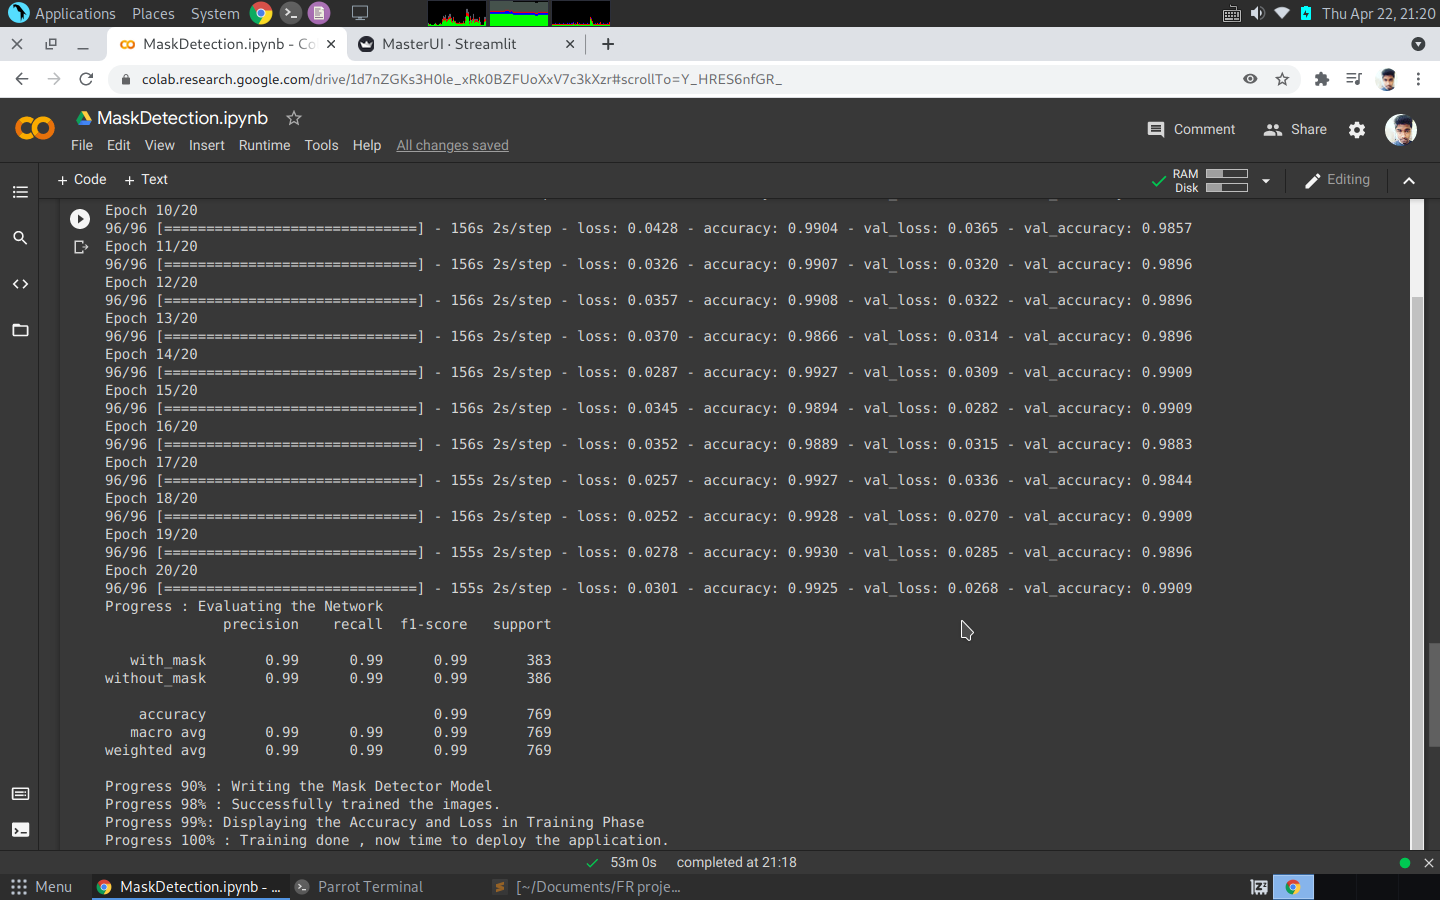 Applications Places System Thu Apr 22, 21:20
MaskDetection.ipynb - Co MasterUI · Streamlit
colab.research.google.com/drive/1d7nZGKs3H0le_xRk0BZFUoXxV7c3kXzr#scrollTo=Y_HRES6nfGR_
MaskDetection.ipynb
File Edit View Insert Runtime Tools Help All changes saved
Comment Share
+ Code + Text
RAM
Disk
Editing
Epoch 10/20
96/96 [==============================] - 156s 2s/step - loss: 0.0428 - accuracy: 0.9904 - val_loss: 0.0365 - val_accuracy: 0.9857
Epoch 11/20
96/96 [==============================] - 156s 2s/step - loss: 0.0326 - accuracy: 0.9907 - val_loss: 0.0320 - val_accuracy: 0.9896
Epoch 12/20
96/96 [==============================] - 156s 2s/step - loss: 0.0357 - accuracy: 0.9908 - val_loss: 0.0322 - val_accuracy: 0.9896
Epoch 13/20
96/96 [==============================] - 156s 2s/step - loss: 0.0370 - accuracy: 0.9866 - val_loss: 0.0314 - val_accuracy: 0.9896
Epoch 14/20
96/96 [==============================] - 156s 2s/step - loss: 0.0287 - accuracy: 0.9927 - val_loss: 0.0309 - val_accuracy: 0.9909
Epoch 15/20
96/96 [==============================] - 156s 2s/step - loss: 0.0345 - accuracy: 0.9894 - val_loss: 0.0282 - val_accuracy: 0.9909
Epoch 16/20
96/96 [==============================] - 156s 2s/step - loss: 0.0352 - accuracy: 0.9889 - val_loss: 0.0315 - val_accuracy: 0.9883
Epoch 17/20
96/96 [==============================] - 155s 2s/step - loss: 0.0257 - accuracy: 0.9927 - val_loss: 0.0336 - val_accuracy: 0.9844
Epoch 18/20
96/96 [==============================] - 156s 2s/step - loss: 0.0252 - accuracy: 0.9928 - val_loss: 0.0270 - val_accuracy: 0.9909
Epoch 19/20
96/96 [==============================] - 155s 2s/step - loss: 0.0278 - accuracy: 0.9930 - val_loss: 0.0285 - val_accuracy: 0.9896
Epoch 20/20
96/96 [==============================] - 155s 2s/step - loss: 0.0301 - accuracy: 0.9925 - val_loss: 0.0268 - val_accuracy: 0.9909
Progress : Evaluating the Network
precision recall f1-score support
with_mask 0.99 0.99 0.99 383
without_mask 0.99 0.99 0.99 386
accuracy 0.99 769
macro avg 0.99 0.99 0.99 769
weighted avg 0.99 0.99 0.99 769
Progress 90% : Writing the Mask Detector Model
Progress 98% : Successfully trained the images.
Progress 99%: Displaying the Accuracy and Loss in Training Phase
Progress 100% : Training done , now time to deploy the application.
53m 0s completed at 21:18
Menu MaskDetection.ipynb - ... Parrot Terminal [~/Documents/FR proje...